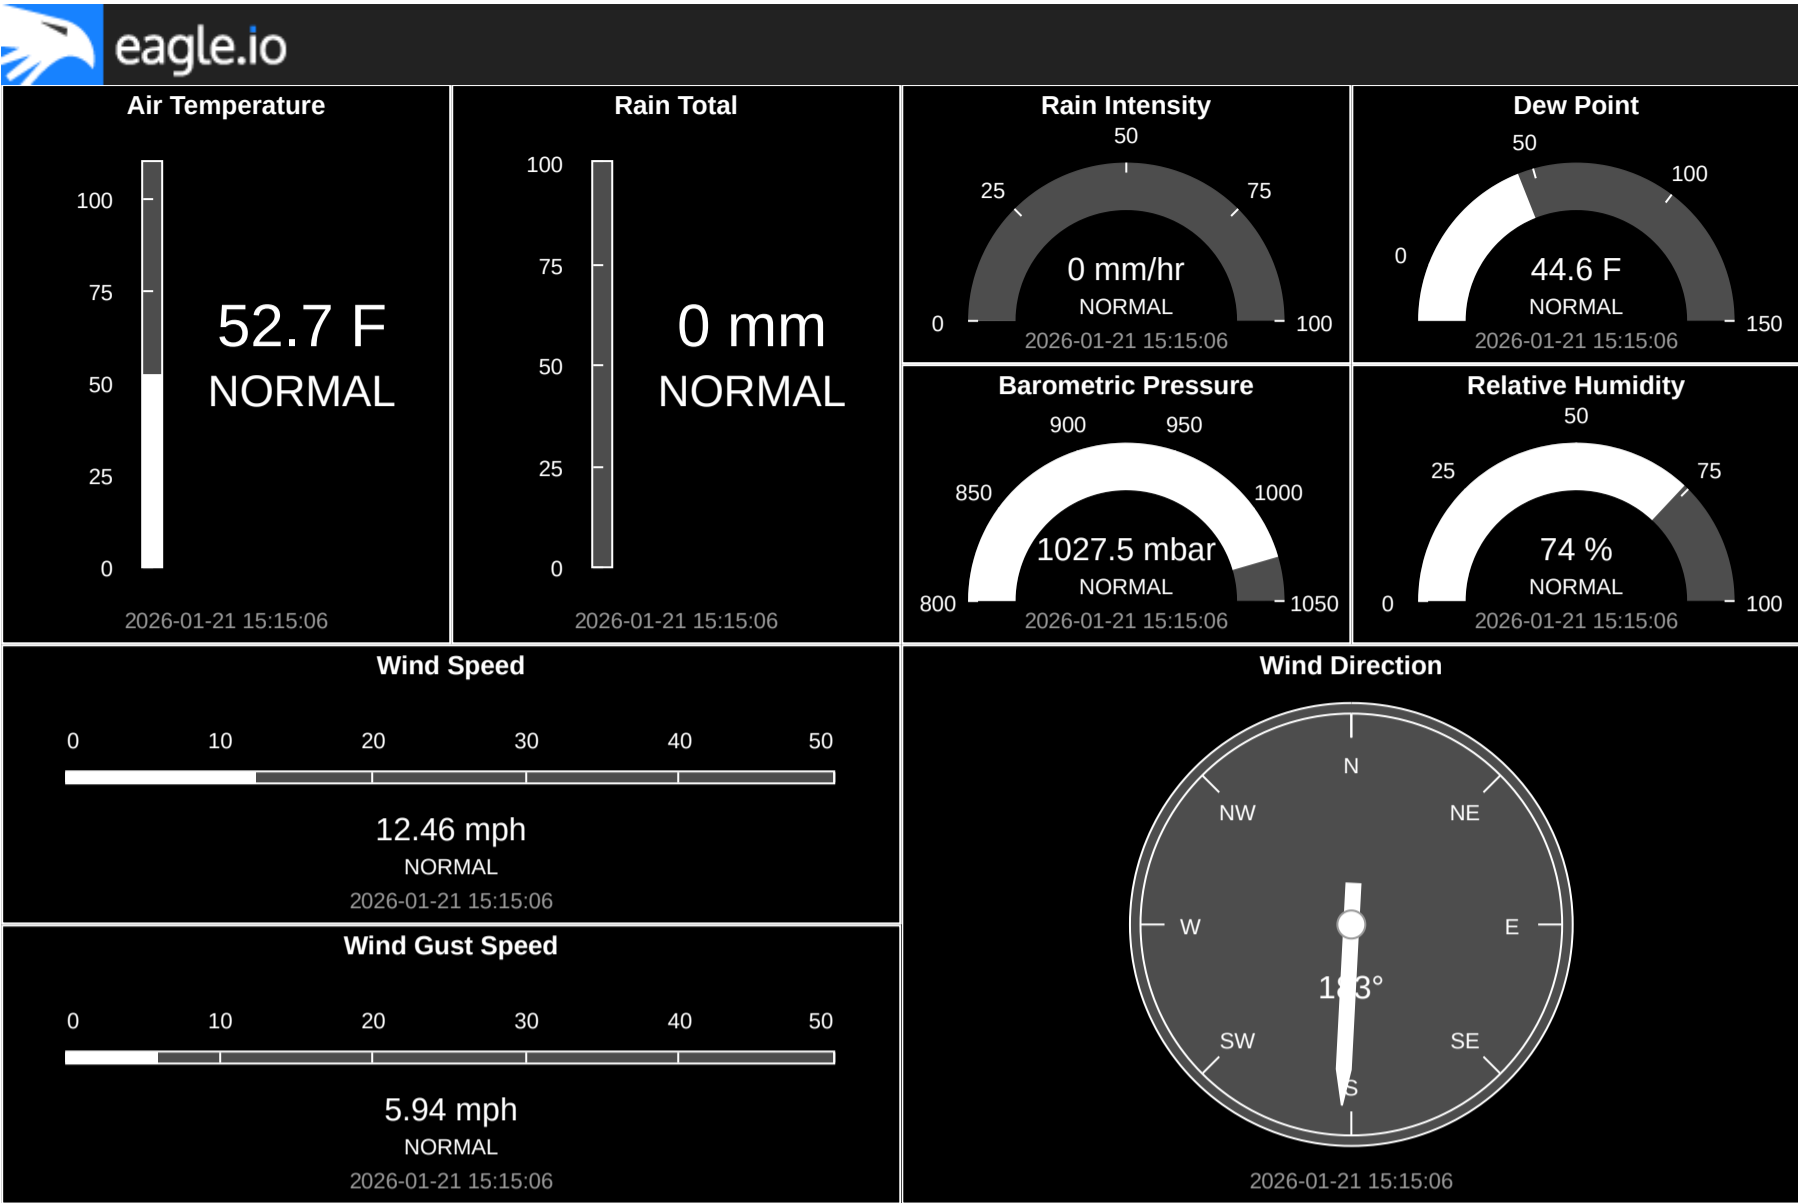 eagle.io
Air Temperature
100
75
50
25
0
52.7 F
NORMAL
2026-01-21 15:15:06
Rain Total
100
75
50
25
0
0 mm
NORMAL
2026-01-21 15:15:06
Rain Intensity
0
25
50
75
100
0 mm/hr
NORMAL
2026-01-21 15:15:06
Dew Point
0
50
100
150
44.6 F
NORMAL
2026-01-21 15:15:06
Barometric Pressure
800
850
900
950
1000
1050
1027.5 mbar
NORMAL
2026-01-21 15:15:06
Relative Humidity
0
25
50
75
100
74 %
NORMAL
2026-01-21 15:15:06
Wind Speed
0 10 20 30 40 50
12.46 mph
NORMAL
2026-01-21 15:15:06
Wind Gust Speed
0 10 20 30 40 50
5.94 mph
NORMAL
2026-01-21 15:15:06
Wind Direction
N
NW NE
W E
183°
SW SE
S
2026-01-21 15:15:06